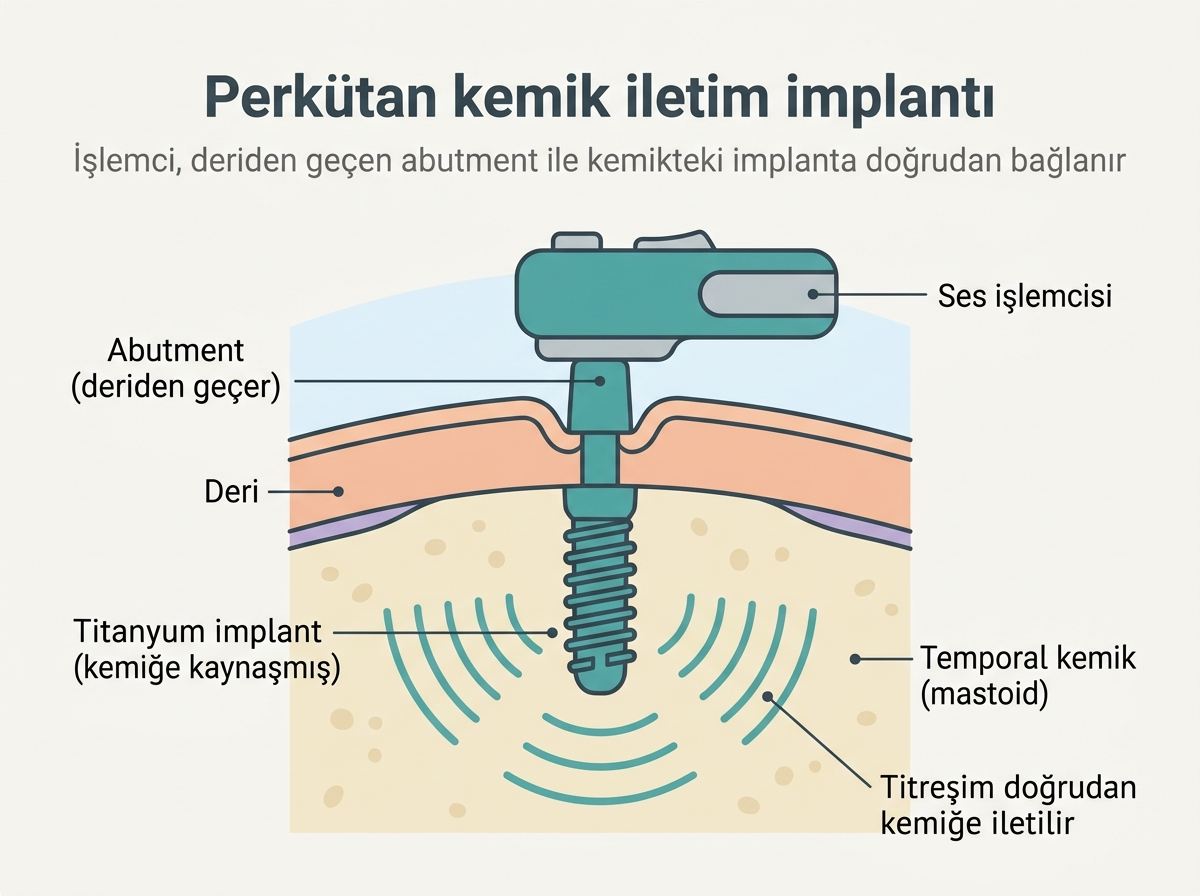 Perkütan kemik iletim implantı
İşlemci, deriden geçen abutment ile kemikteki implanta doğrudan bağlanır
Ses işlemcisi
Abutment
(deriden geçer)
Deri
Titanyum implant
(kemiğe kaynaşmış)
Temporal kemik
(mastoid)
Titreşim doğrudan
kemiğe iletilir